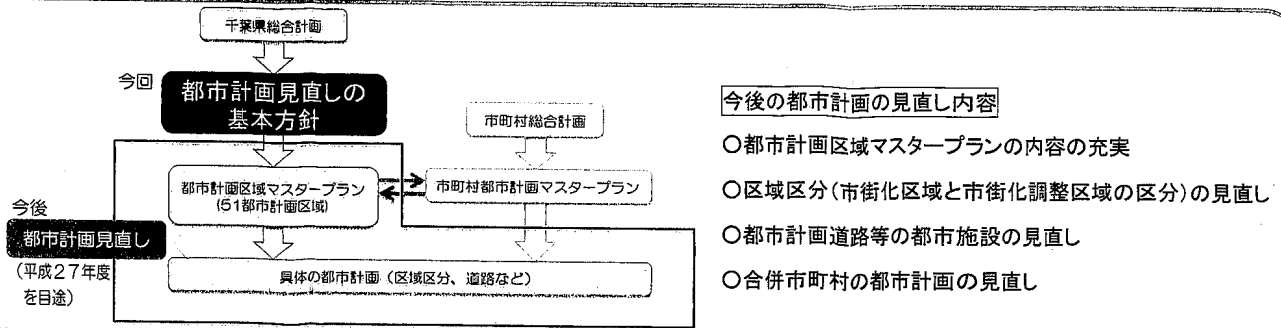 千葉県総合計画
今回
都市計画見直しの
基本方針
市町村総合計画
都市計画区域マスタープラン
(51都市計画区域)
市町村都市計画マスタープラン
今後
都市計画見直し
(平成27年度
を目途)
具体の都市計画(区域区分、道路など)
今後の都市計画の見直し内容
○都市計画区域マスタープランの内容の充実
○区域区分(市街化区域と市街化調整区域の区分)の見直し
○都市計画道路等の都市施設の見直し
○合併市町村の都市計画の見直し